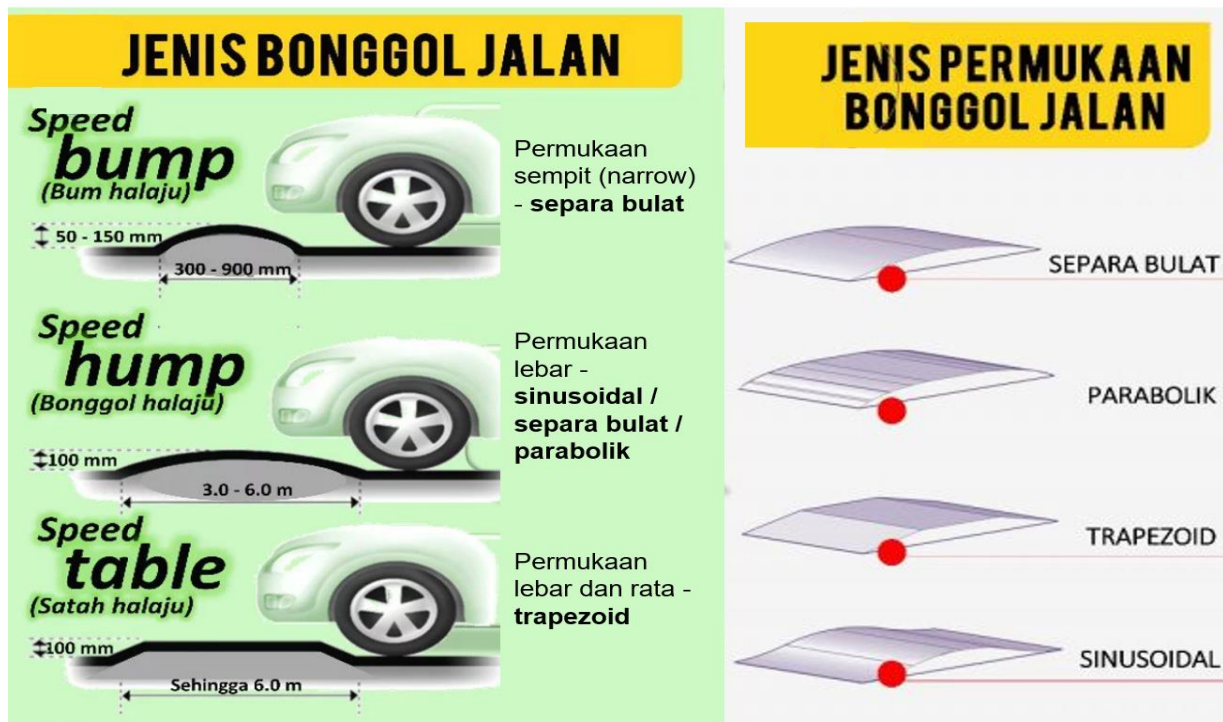 JENIS BONGGOL JALAN
Speed
bump
(Bum halaju)
50 - 150 mm
300 - 900 mm
Permukaan
sempit (narrow)
- separa bulat
Speed
hump
(Bonggol halaju)
100 mm
3.0 - 6.0 m
Permukaan
lebar -
sinusoidal /
separa bulat /
parabolik
Speed
table
(Satah halaju)
100 mm
Sehingga 6.0 m
Permukaan
lebar dan rata -
trapezoid
JENIS PERMUKAAN
BONGGOL JALAN
SEPARA BULAT
PARABOLIK
TRAPEZOID
SINUSOIDAL